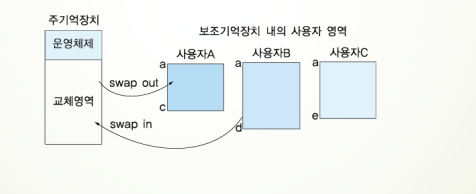 주기억장치
운영체제
교체영역
보조기억장치 내의 사용자 영역
사용자A
사용자B
사용자C
a
c
a
d
a
e
swap out
swap in